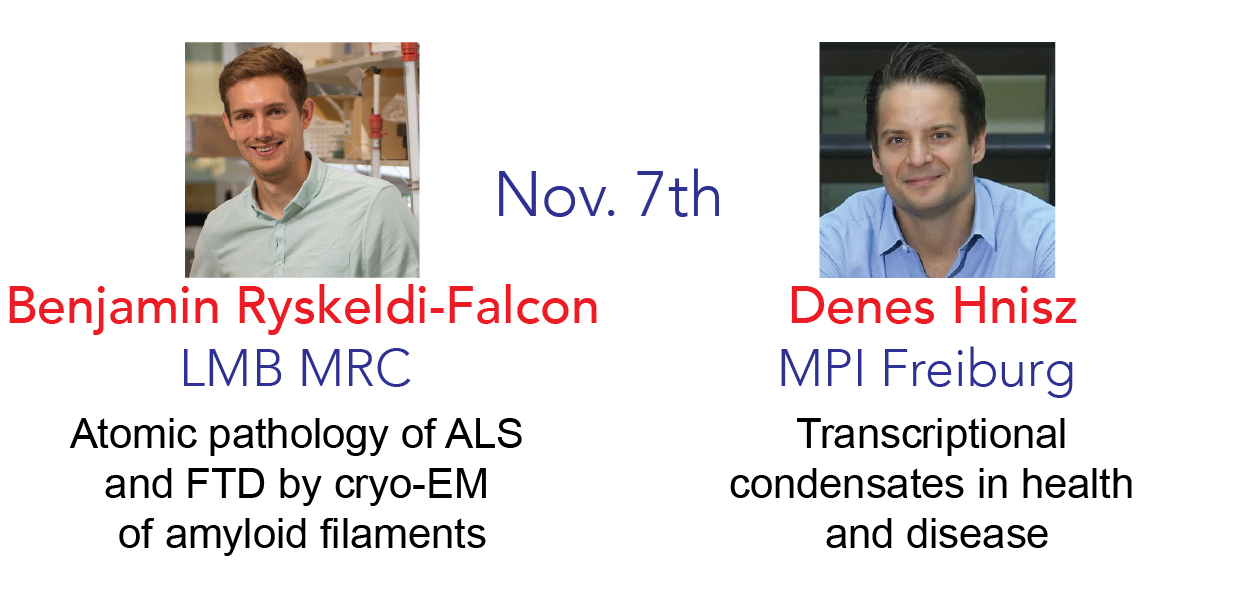 Nov. 7th
Benjamin Ryskeldi-Falcon
LMB MRC
Atomic pathology of ALS
and FTD by cryo-EM
of amyloid filaments
Denes Hnisz
MPI Freiburg
Transcriptional
condensates in health
and disease